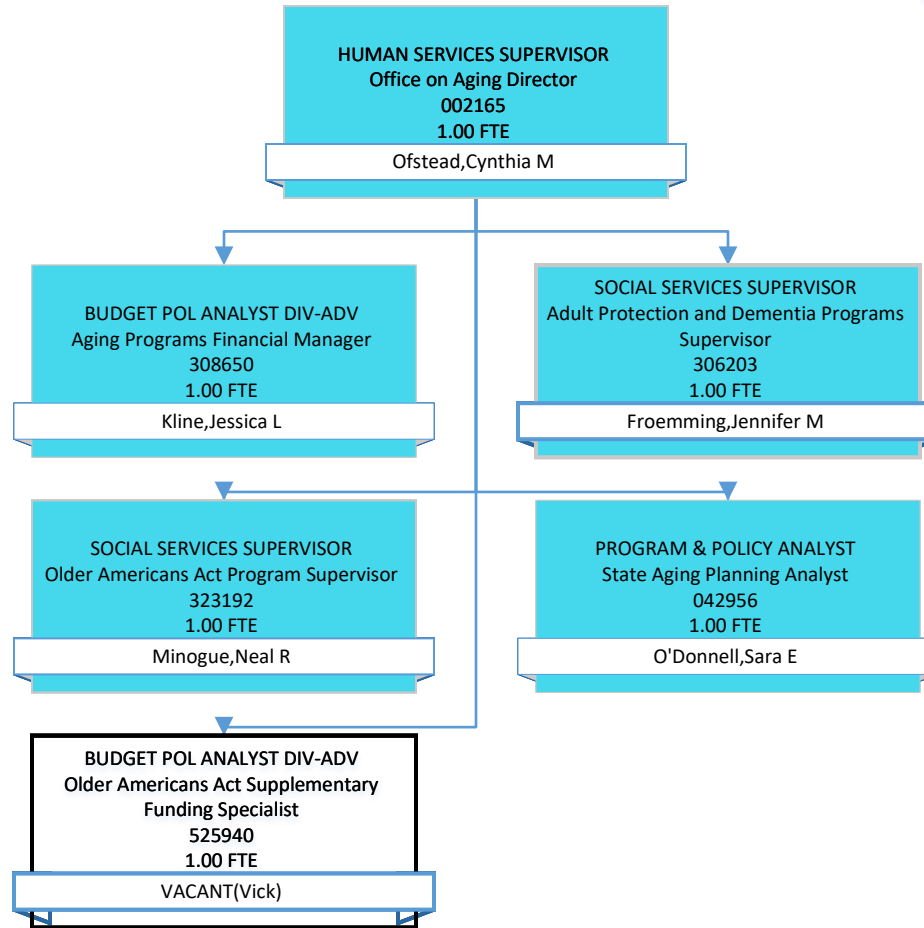 HUMAN SERVICES SUPERVISOR
Office on Aging Director
002165
1.00 FTE
Ofstead,Cynthia M
BUDGET POL ANALYST DIV-ADV
Aging Programs Financial Manager
308650
1.00 FTE
Kline,Jessica L
SOCIAL SERVICES SUPERVISOR
Adult Protection and Dementia Programs
Supervisor
306203
1.00 FTE
Froemming,Jennifer M
SOCIAL SERVICES SUPERVISOR
Older Americans Act Program Supervisor
323192
1.00 FTE
Minogue,Neal R
PROGRAM & POLICY ANALYST
State Aging Planning Analyst
042956
1.00 FTE
O'Donnell,Sara E
BUDGET POL ANALYST DIV-ADV
Older Americans Act Supplementary
Funding Specialist
525940
1.00 FTE
VACANT(Vick)